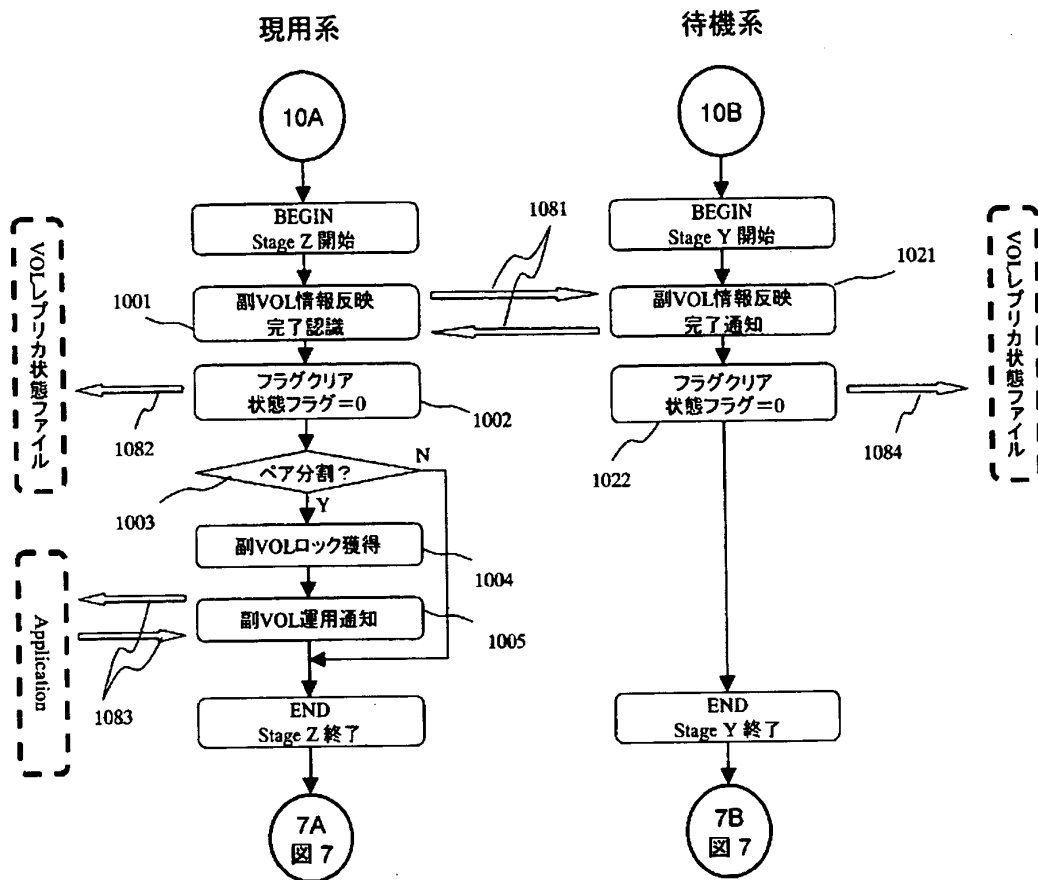 現用系
待機系
10A
10B
BEGIN
Stage Z 開始
1081
BEGIN
Stage Y 開始
1021
VOLレプリカ状態ファイル
1001
副VOL情報反映
完了認識
副VOL情報反映
完了通知
VOLレプリカ状態ファイル
フラグクリア
状態フラグ=0
1002
1082
フラグクリア
状態フラグ=0
1022
1084
ペア分割?
N
1003
Y
副VOLロック獲得
1004
Application
副VOL運用通知
1005
1083
END
Stage Z 終了
END
Stage Y 終了
7A
図 7
7B
図 7